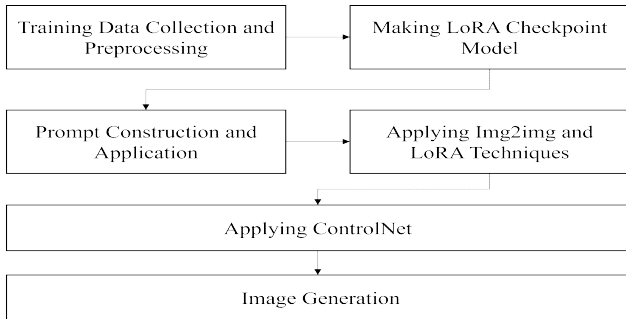 Training Data Collection and
Preprocessing
Making LoRA Checkpoint
Model
Prompt Construction and
Application
Applying Img2img and
LoRA Techniques
Applying ControlNet
Image Generation